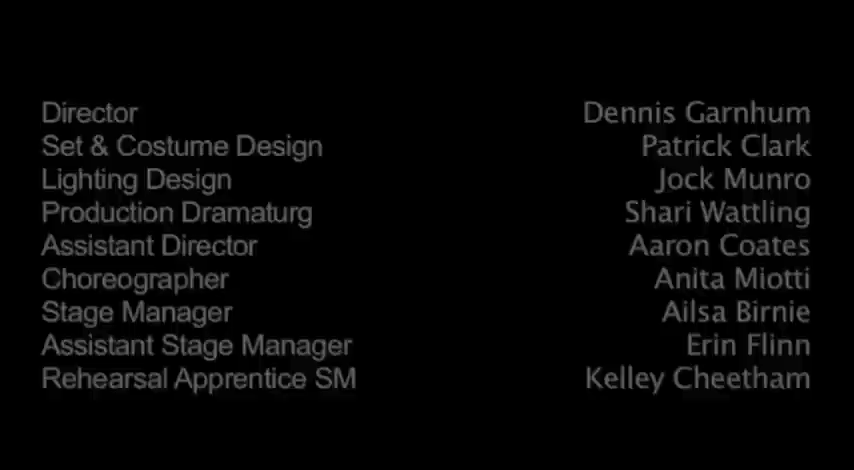 Director Dennis Garnhum
Set & Costume Design Patrick Clark
Lighting Design Jock Munro
Production Dramaturg Shari Wattling
Assistant Director Aaron Coates
Choreographer Anita Miotti
Stage Manager Ailsa Birnie
Assistant Stage Manager Erin Flinn
Rehearsal Apprentice SM Kelley Cheetham